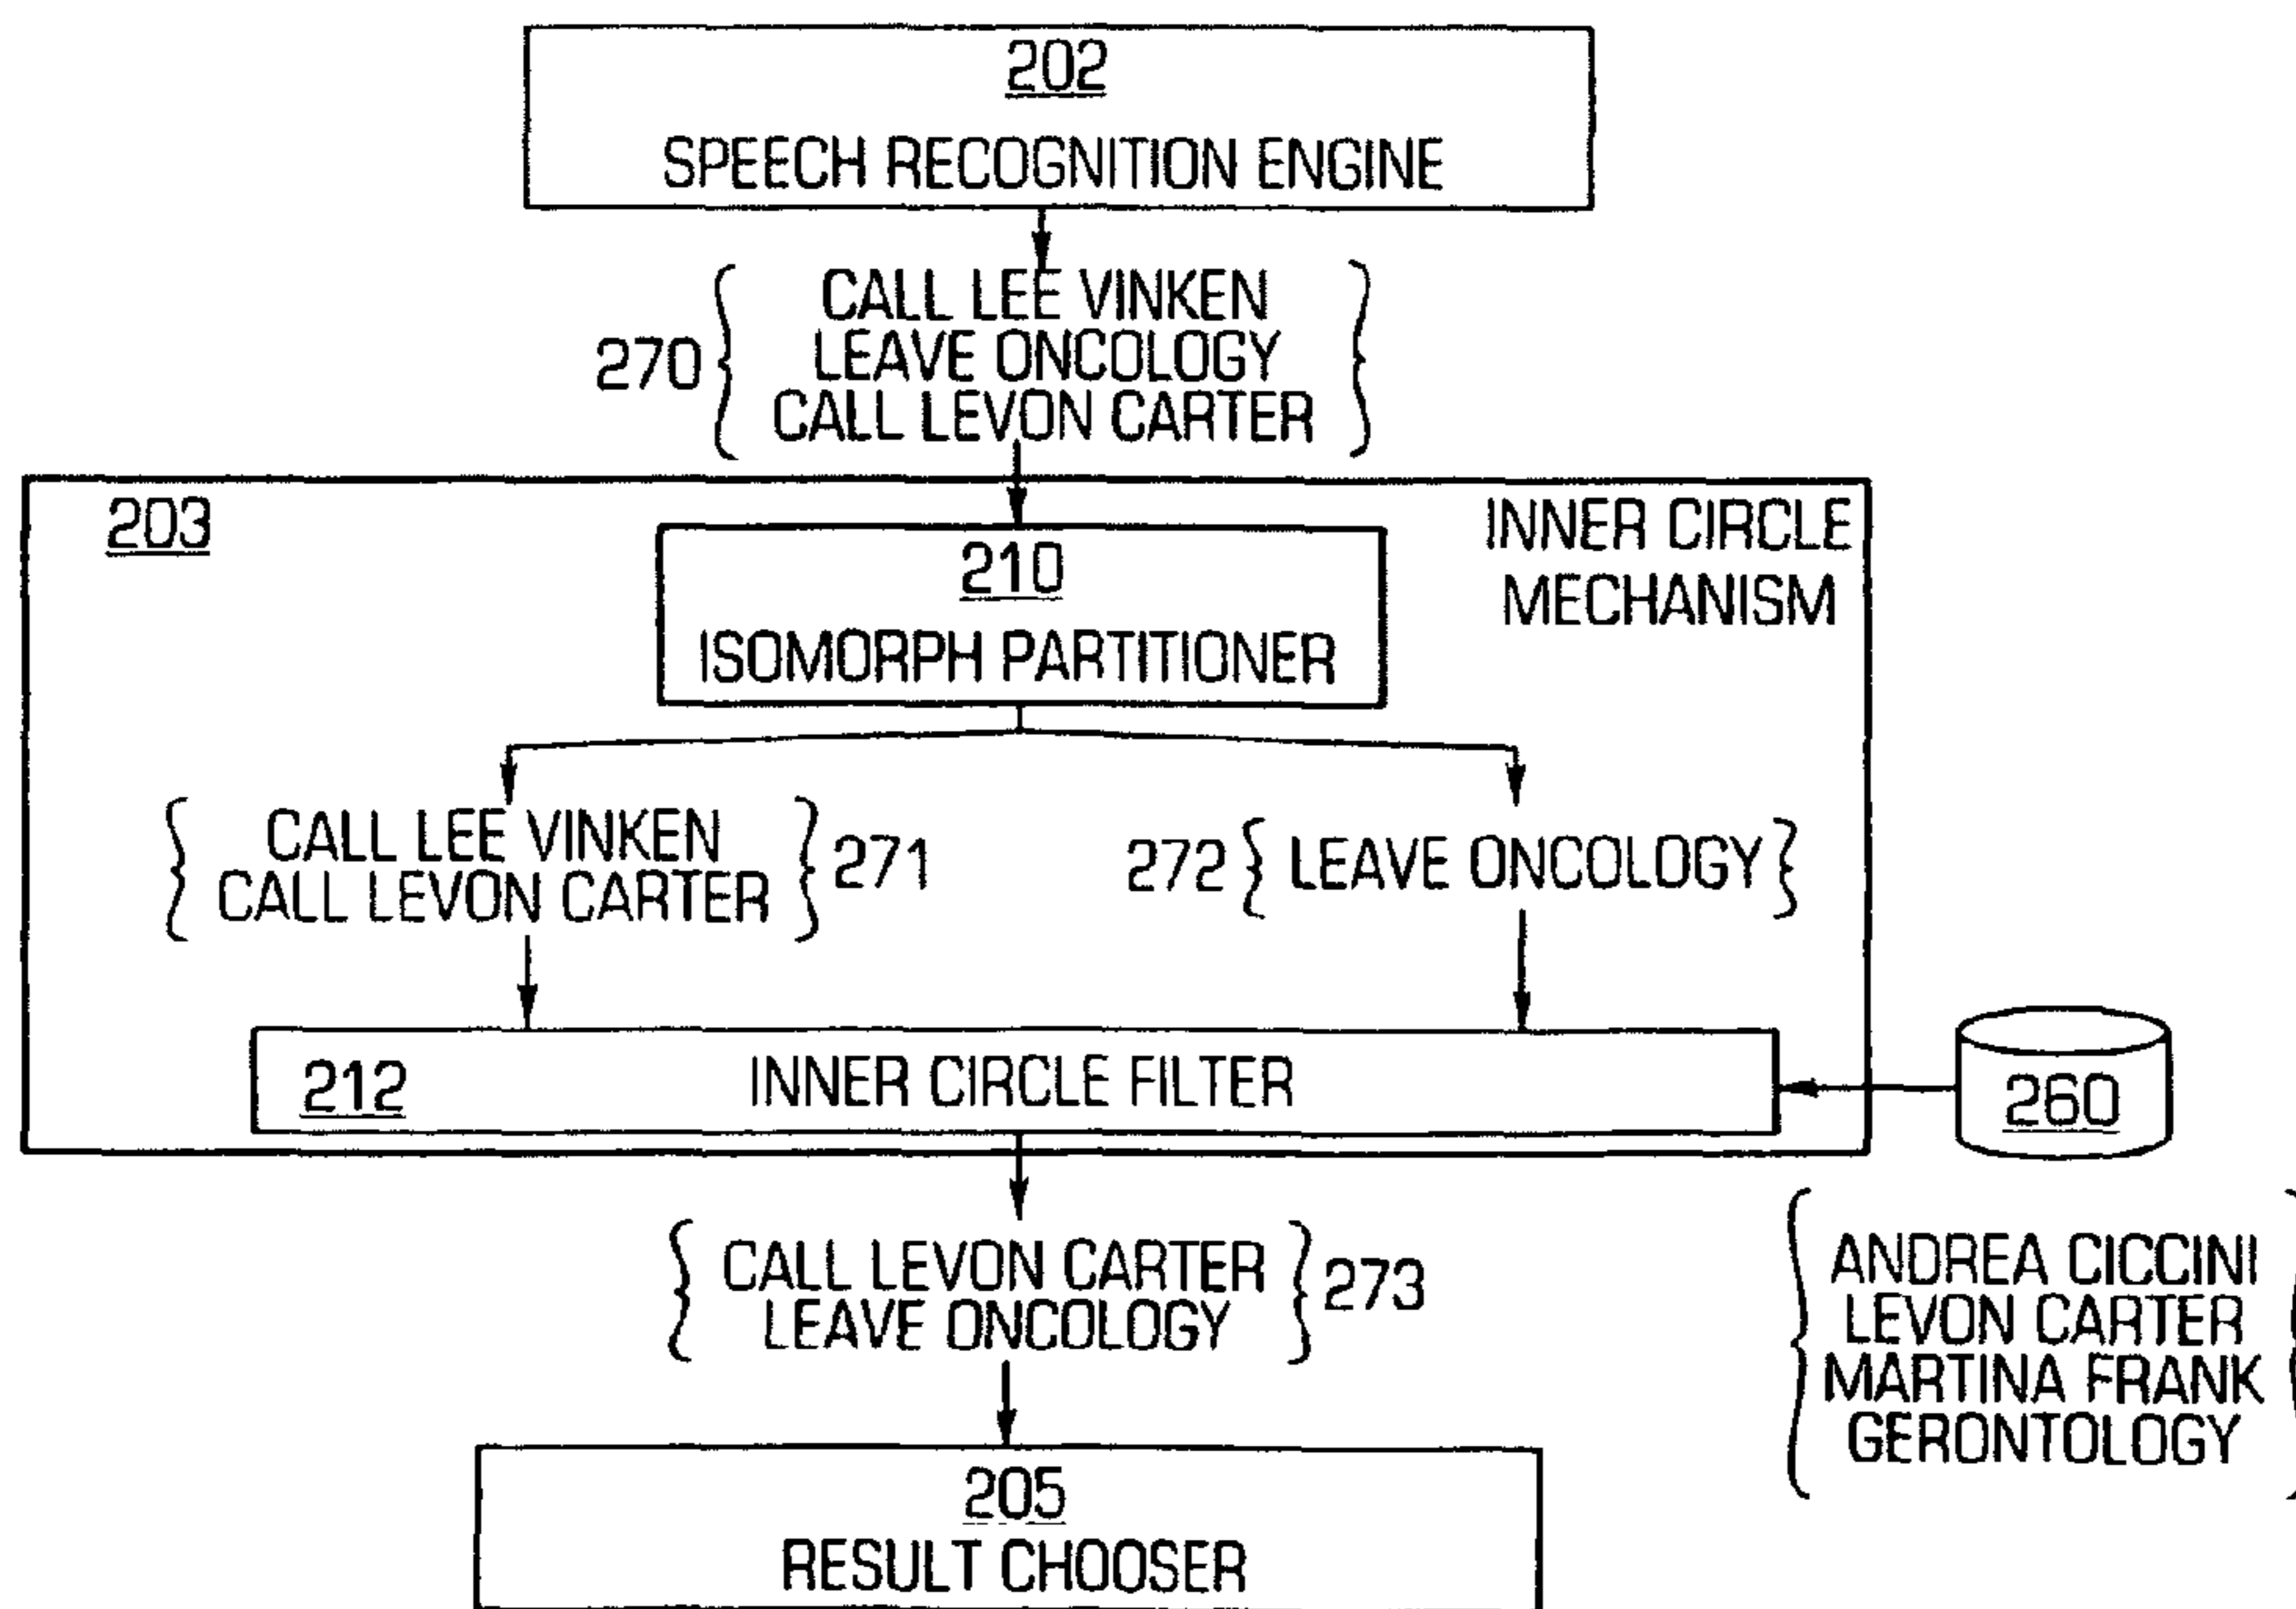 202
SPEECH RECOGNITION ENGINE
CALL LEE VINKEN
LEAVE ONCOLOGY
CALL LEVON CARTER
270
203
INNER CIRCLE
MECHANISM
210
ISOMORPH PARTITIONER
CALL LEE VINKEN
CALL LEVON CARTER
271
272
LEAVE ONCOLOGY
212
INNER CIRCLE FILTER
260
CALL LEVON CARTER
LEAVE ONCOLOGY
273
ANDREA CICCINI
LEVON CARTER
MARTINA FRANK
GERONTOLOGY
205
RESULT CHOOSER